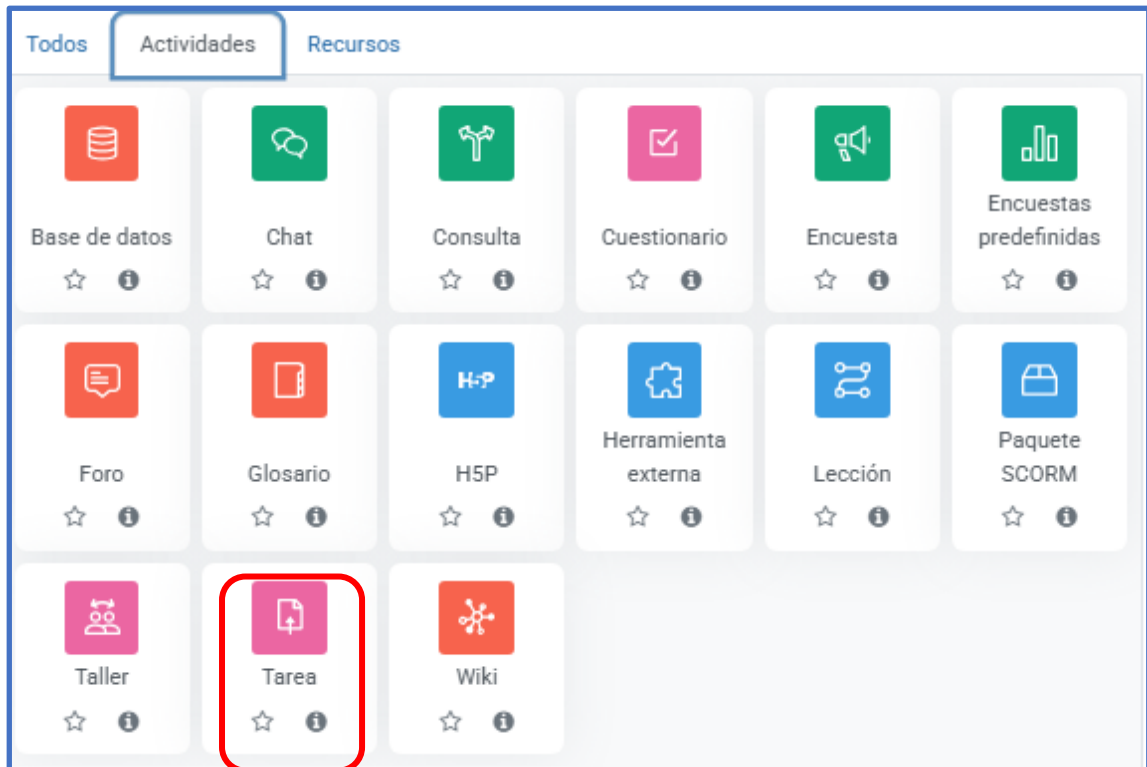 Todos Actividades Recursos
Base de datos Chat Consulta Cuestionario Encuesta Encuestas
predefinidas
H5P
Foro Glosario H5P Herramienta
externa Lección Paquete
SCORM
Taller Tarea Wiki